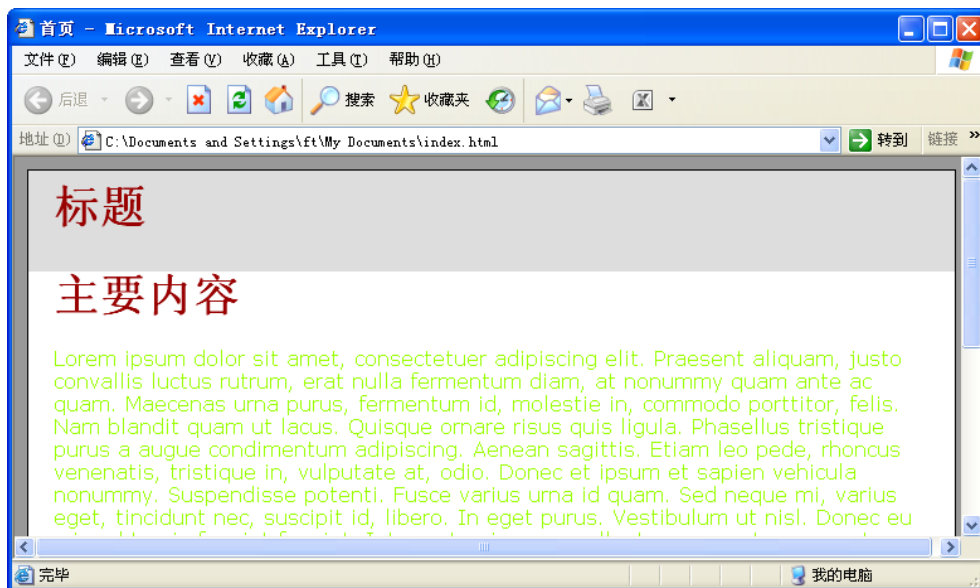 首页 - Microsoft Internet Explorer
文件(F) 编辑(E) 查看(V) 收藏(A) 工具(T) 帮助(H)
后退 搜索 收藏夹
地址(D) C:\Documents and Settings\ft\My Documents\index.html 转到 链接 »
标题
主要内容
Lorem ipsum dolor sit amet, consectetuer adipiscing elit. Praesent aliquam, justo
convallis luctus rutrum, erat nulla fermentum diam, at nonummy quam ante ac
quam. Maecenas urna purus, fermentum id, molestie in, commodo porttitor, felis.
Nam blandit quam ut lacus. Quisque ornare risus quis ligula. Phasellus tristique
purus a augue condimentum adipiscing. Aenean sagittis. Etiam leo pede, rhoncus
venenatis, tristique in, vulputate at, odio. Donec et ipsum et sapien vehicula
nonummy. Suspendisse potenti. Fusce varius urna id quam. Sed neque mi, varius
eget, tincidunt nec, suscipit id, libero. In eget purus. Vestibulum ut nisl. Donec eu
完毕 我的电脑